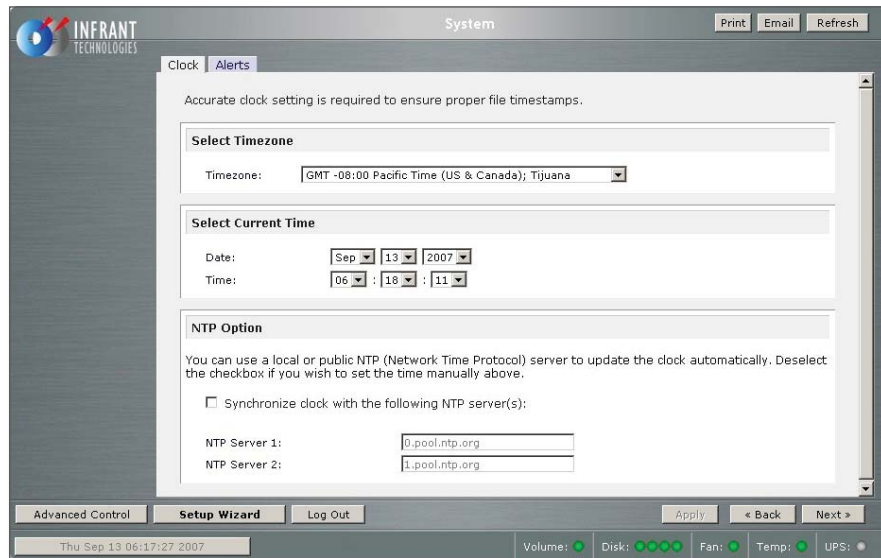 INFRANT
TECHNOLOGIES
System
Print Email Refresh
Clock Alerts
Accurate clock setting is required to ensure proper file timestamps.
Select Timezone
Timezone: GMT -08:00 Pacific Time (US & Canada); Tijuana
Select Current Time
Date: Sep 13 2007
Time: 06 : 18 : 11
NTP Option
You can use a local or public NTP (Network Time Protocol) server to update the clock automatically. Deselect
the checkbox if you wish to set the time manually above.
Synchronize clock with the following NTP server(s):
NTP Server 1: 0.pool.ntp.org
NTP Server 2: 1.pool.ntp.org
Advanced Control Setup Wizard Log Out Apply « Back Next »
Thu Sep 13 06:17:27 2007 Volume: Disk: Fan: Temp: UPS: